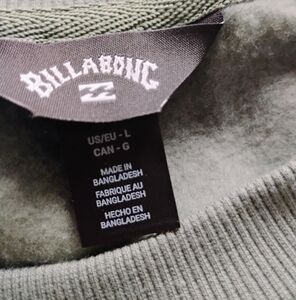 BILLABONG
US/EU - L
CAN - G
MADE IN
BANGLADESH
FABRIQUE AU
BANGLADESH
HECHO EN
BANGLADESH